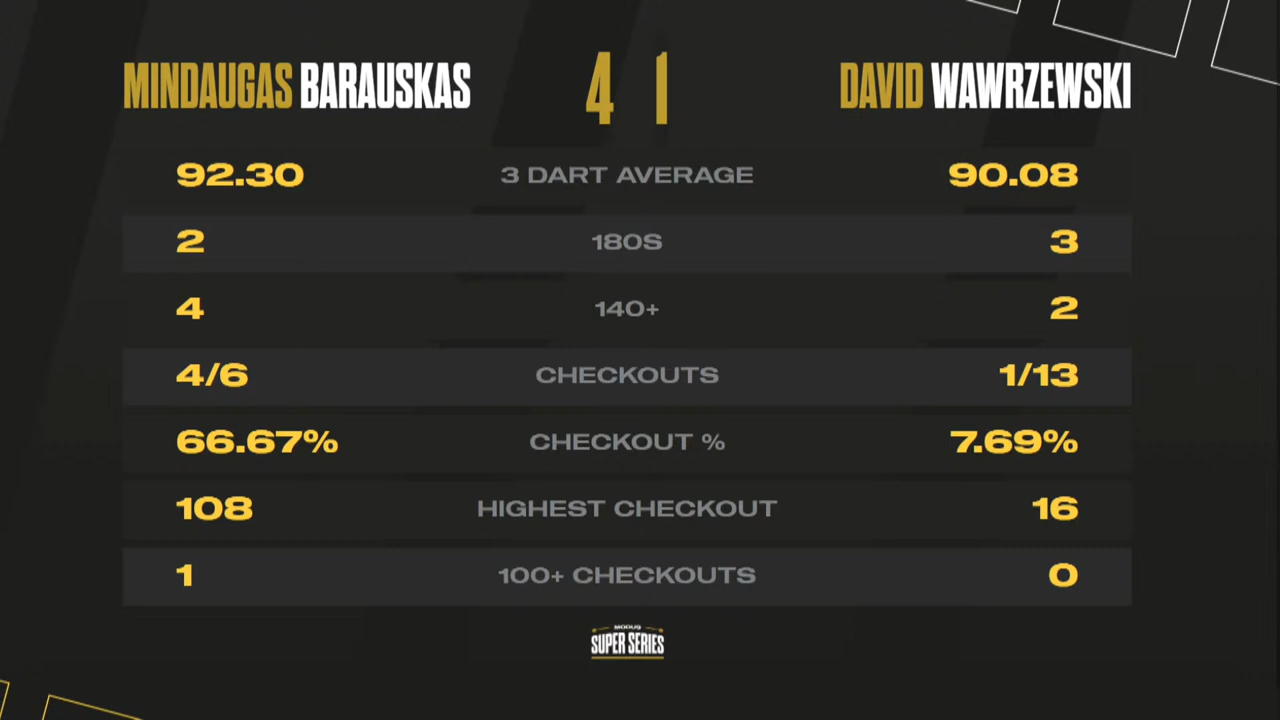 MINDAUGAS BARAUSKAS 4 1 DAVID WAWRZEWSKI
92.30 3 DART AVERAGE 90.08
2 180S 3
4 140+ 2
4/6 CHECKOUTS 1/13
66.67% CHECKOUT % 7.69%
108 HIGHEST CHECKOUT 16
1 100+ CHECKOUTS 0
MODUS
SUPER SERIES